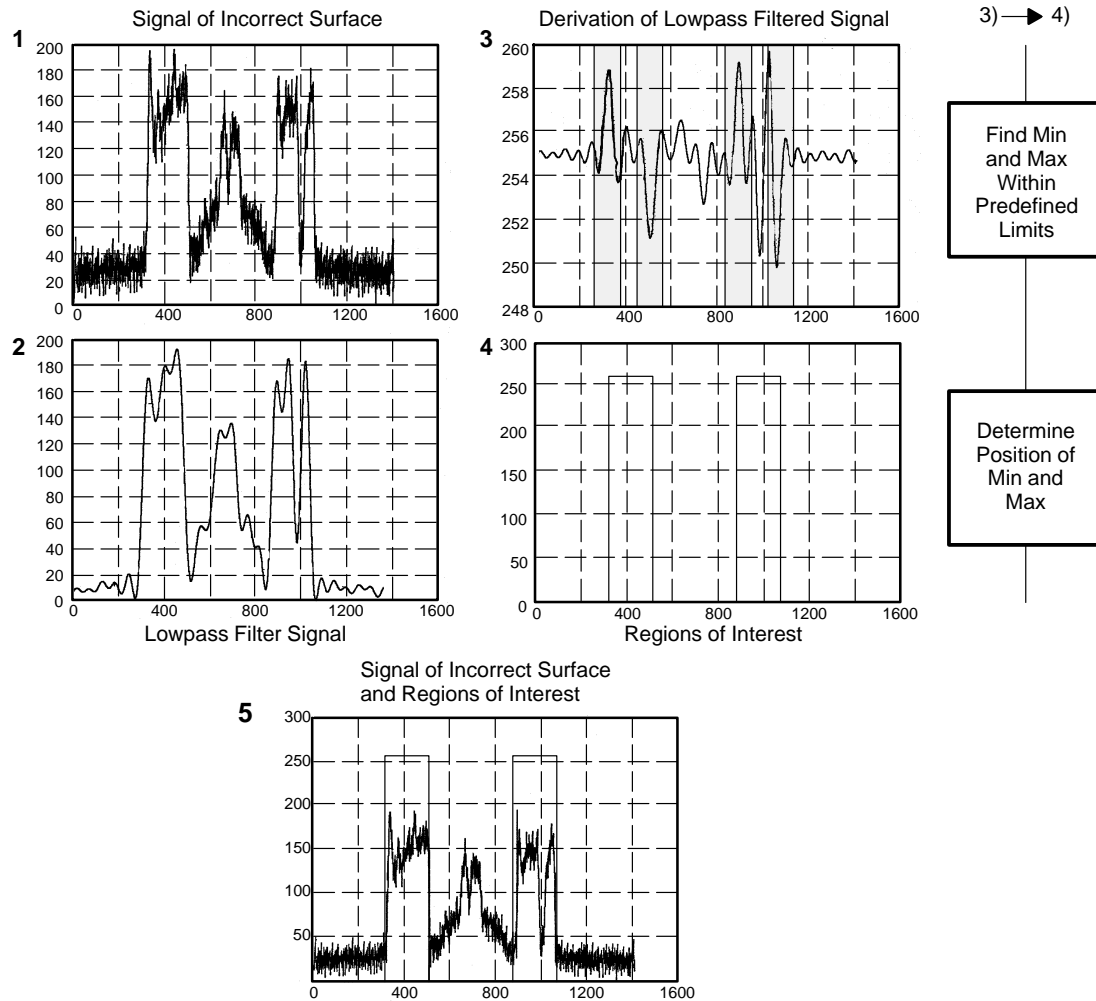 Signal of Incorrect Surface
1
200
180
160
140
120
100
80
60
40
20
0
0 400 800 1200 1600
Derivation of Lowpass Filtered Signal
3
260
258
256
254
252
250
248
0 400 800 1200 1600
3) 4)
Find Min
and Max
Within
Predefined
Limits
2
200
180
160
140
120
100
80
60
40
20
0
0 400 800 1200 1600
Lowpass Filter Signal
4
300
250
200
150
100
50
0
0 400 800 1200 1600
Regions of Interest
Determine
Position of
Min and
Max
Signal of Incorrect Surface
and Regions of Interest
5
300
250
200
150
100
50
0 400 800 1200 1600